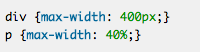 div {max-width: 400px;}
p {max-width: 40%;}